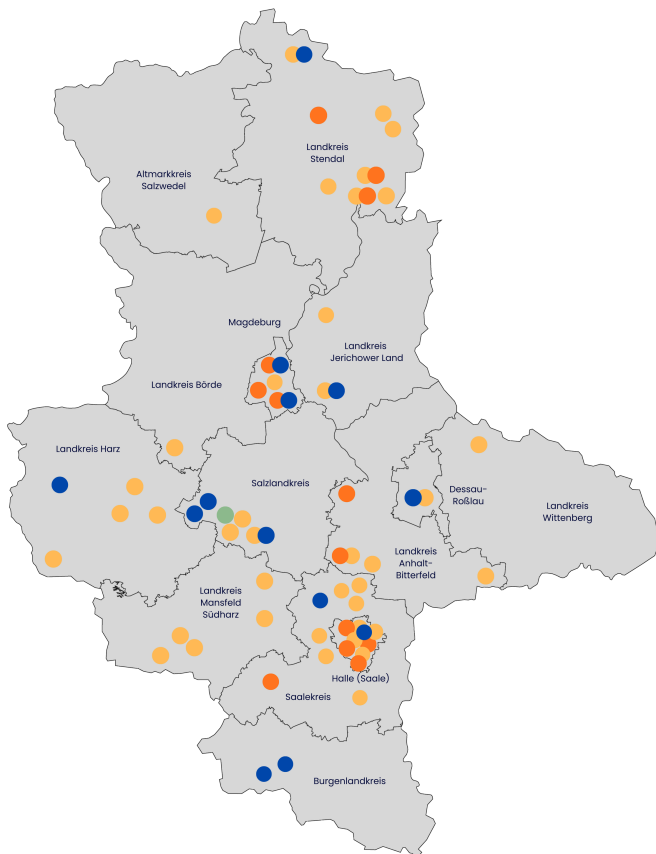 Landkreis
Stendal
Altmarkkreis
Salzwedel
Magdeburg
Landkreis
Jerichower Land
Landkreis Börde
Landkreis Harz
Salzlandkreis
Dessau-
Roßlau
Landkreis
Wittenberg
Landkreis
Anhalt-
Bitterfeld
Landkreis
Mansfeld
Südharz
Halle (Saale)
Saalekreis
Burgenlandkreis